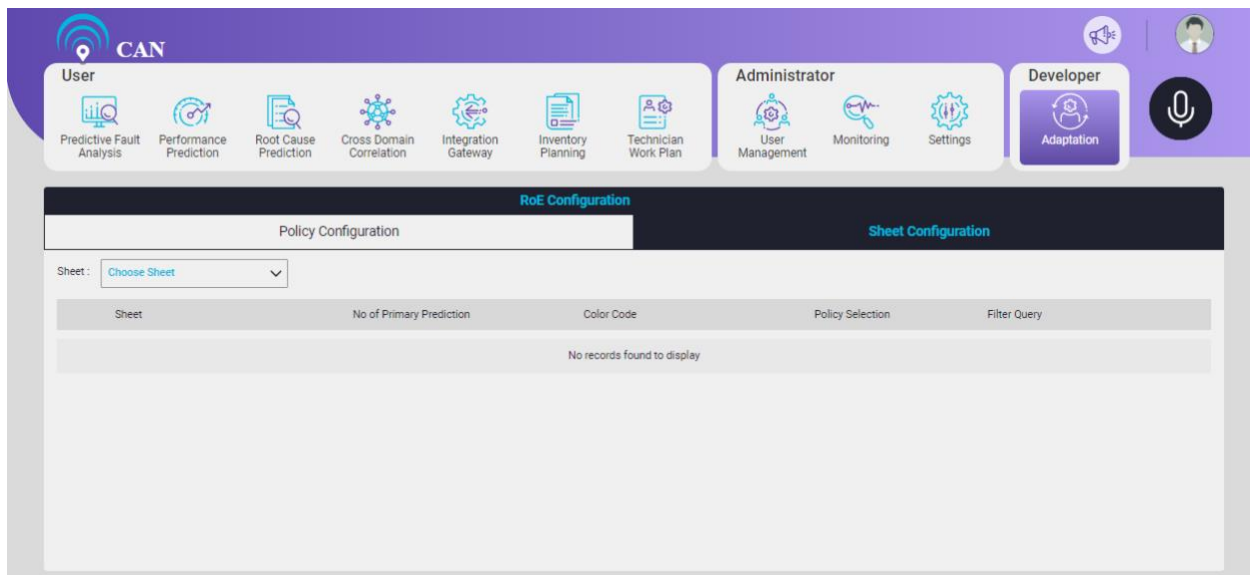 CAN
User
Administrator
Developer
Predictive Fault
Analysis
Performance
Prediction
Root Cause
Prediction
Cross Domain
Correlation
Integration
Gateway
Inventory
Planning
Technician
Work Plan
User
Management
Monitoring
Settings
Adaptation
RoE Configuration
Policy Configuration
Sheet Configuration
Sheet : Choose Sheet
Sheet No of Primary Prediction Color Code Policy Selection Filter Query
No records found to display